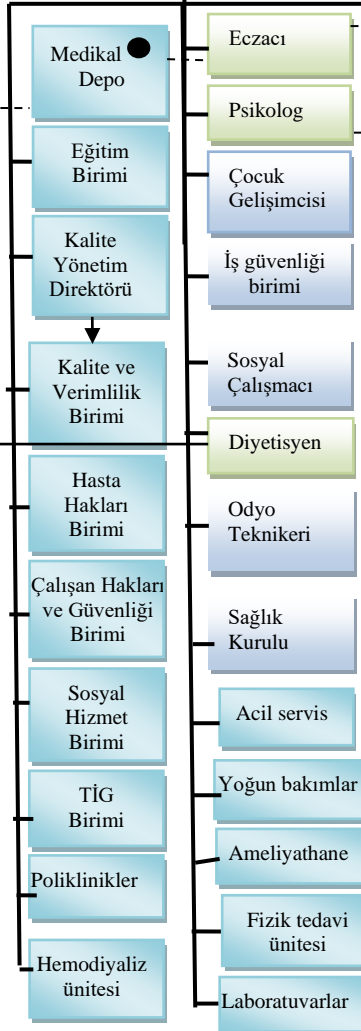 Medikal
Depo
Eğitim
Birimi
Kalite
Yönetim
Direktörü
Kalite ve
Verimlilik
Birimi
Hasta
Hakları
Birimi
Çalışan Hakları
ve Güvenliği
Birimi
Sosyal
Hizmet
Birimi
TİG
Birimi
Poliklinikler
Hemodiyaliz
ünitesi
Eczacı
Psikolog
Çocuk
Gelişimcisi
İş güvenliği
birimi
Sosyal
Çalışmacı
Diyetisyen
Odyo
Teknikeri
Sağlık
Kurulu
Acil servis
Yoğun bakımlar
Ameliyathane
Fizik tedavi
ünitesi
Laboratuvarlar